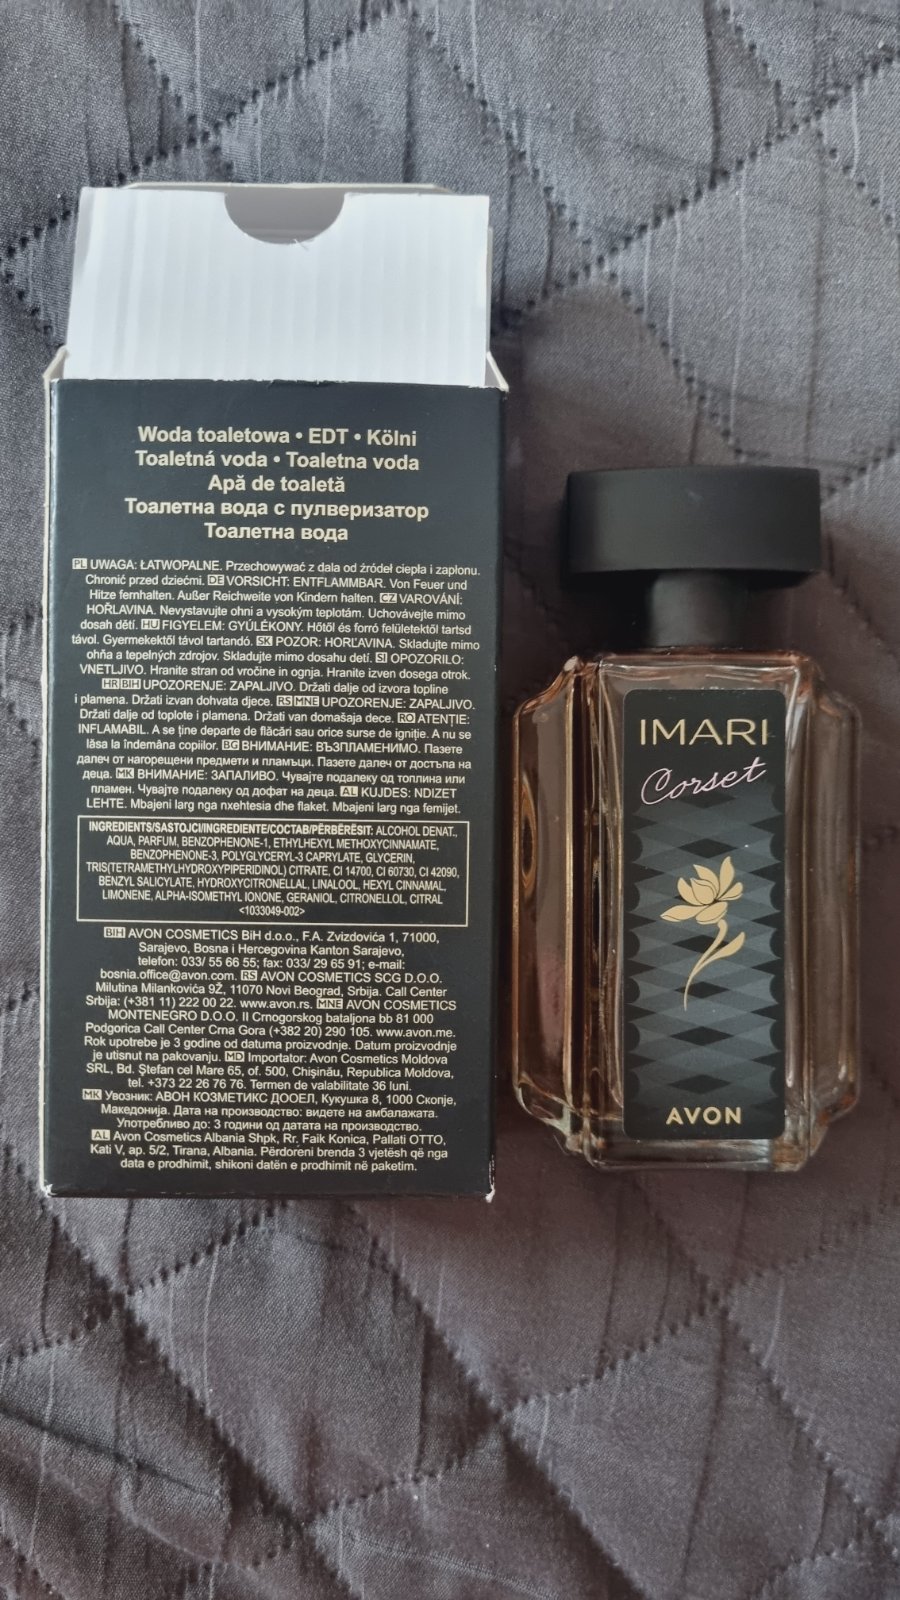 Woda toaletowa • EDT • Kölni
Toaletná voda • Toaletna voda
Apă de toaletă
Тоалетна вода с пулверизатор
Тоалетна вода
PL UWAGA: ŁATWOPALNE. Przechowywać z dala od źródeł ciepła i zapłonu.
Chronić przed dziećmi. DE VORSICHT: ENTFLAMMBAR. Von Feuer und
Hitze fernhalten. Außer Reichweite von Kindern halten. CZ VAROVÁNÍ:
HOŘLAVINA. Nevystavujte ohni a vysokým teplotám. Uchovávejte mimo
dosah dětí. HU FIGYELEM: GYÚLÉKONY. Hőtől és forró felületektől tartsd
távol. Gyermekektől távol tartandó. SK POZOR: HORĽAVINA. Skladujte mimo
ohňa a tepelných zdrojov. Skladujte mimo dosahu detí. SI OPOZORILO:
VNETLJIVO. Hranite stran od vročine in ognja. Hranite izven dosega otrok.
HR BIH UPOZORENJE: ZAPALJIVO. Držati dalje od izvora topline
i plamena. Držati izvan dohvata djece. RS MNE UPOZORENJE: ZAPALJIVO.
Držati dalje od toplote i plamena. Držati van domašaja dece. RO ATENȚIE:
INFLAMABIL. A se ține departe de flăcări sau orice surse de igniție. A nu se
lăsa la îndemâna copiilor. BG ВНИМАНИЕ: ВЪЗПЛАМЕНИМО. Пазете
далеч от нагорещени предмети и пламъци. Пазете далеч от достъпа на
деца. MK ВНИМАНИЕ: ЗАПАЛИВО. Чувајте подалеку од топлина или
пламен. Чувајте подалеку од дофат на деца. AL KUJDES: NDIZET
LEHTE. Mbajeni larg nga nxehtesia dhe flaket. Mbajeni larg nga femijet.
INGREDIENTS/SASTOJCI/INGREDIENTE/СОСТАВ/PËRBËRËSIT: ALCOHOL DENAT.,
AQUA, PARFUM, BENZOPHENONE-1, ETHYLHEXYL METHOXYCINNAMATE,
BENZOPHENONE-3, POLYGLYCERYL-3 CAPRYLATE, GLYCERIN,
TRIS(TETRAMETHYLHYDROXYPIPERIDINOL) CITRATE, CI 14700, CI 60730, CI 42090,
BENZYL SALICYLATE, HYDROXYCITRONELLAL, LINALOOL, HEXYL CINNAMAL,
LIMONENE, ALPHA-ISOMETHYL IONONE, GERANIOL, CITRONELLOL, CITRAL
<1033049-002>
BIH AVON COSMETICS BiH d.o.o., F.A. Zvizdovića 1, 71000,
Sarajevo, Bosna i Hercegovina Kanton Sarajevo,
telefon: 033/ 55 66 55; fax: 033/ 29 65 91; e-mail:
bosnia.office@avon.com. RS AVON COSMETICS SCG D.O.O.
Milutina Milankovića 9Ž, 11070 Novi Beograd, Srbija. Call Center
Srbija: (+381 11) 222 00 22. www.avon.rs. MNE AVON COSMETICS
MONTENEGRO D.O.O. II Crnogorskog bataljona bb 81 000
Podgorica Call Center Crna Gora (+382 20) 290 105. www.avon.me.
Rok upotrebe je 3 godine od datuma proizvodnje. Datum proizvodnje
je utisnut na pakovanju. MD Importator: Avon Cosmetics Moldova
SRL, Bd. Ștefan cel Mare 65, of. 500, Chișinău, Republica Moldova,
tel. +373 22 26 76 76. Termen de valabilitate 36 luni.
MK Увозник: АВОН КОЗМЕТИКС ДООЕЛ, Кукушка 8, 1000 Скопје,
Македонија. Дата на производство: видете на амбалажата.
Употребливо до: 3 години од датата на производство.
AL Avon Cosmetics Albania Shpk, Rr. Faik Konica, Pallati OTTO,
Kati V, ap. 5/2, Tirana, Albania. Përdoreni brenda 3 vjetësh që nga
data e prodhimit, shikoni datën e prodhimit në paketim.
IMARI
Corset
AVON